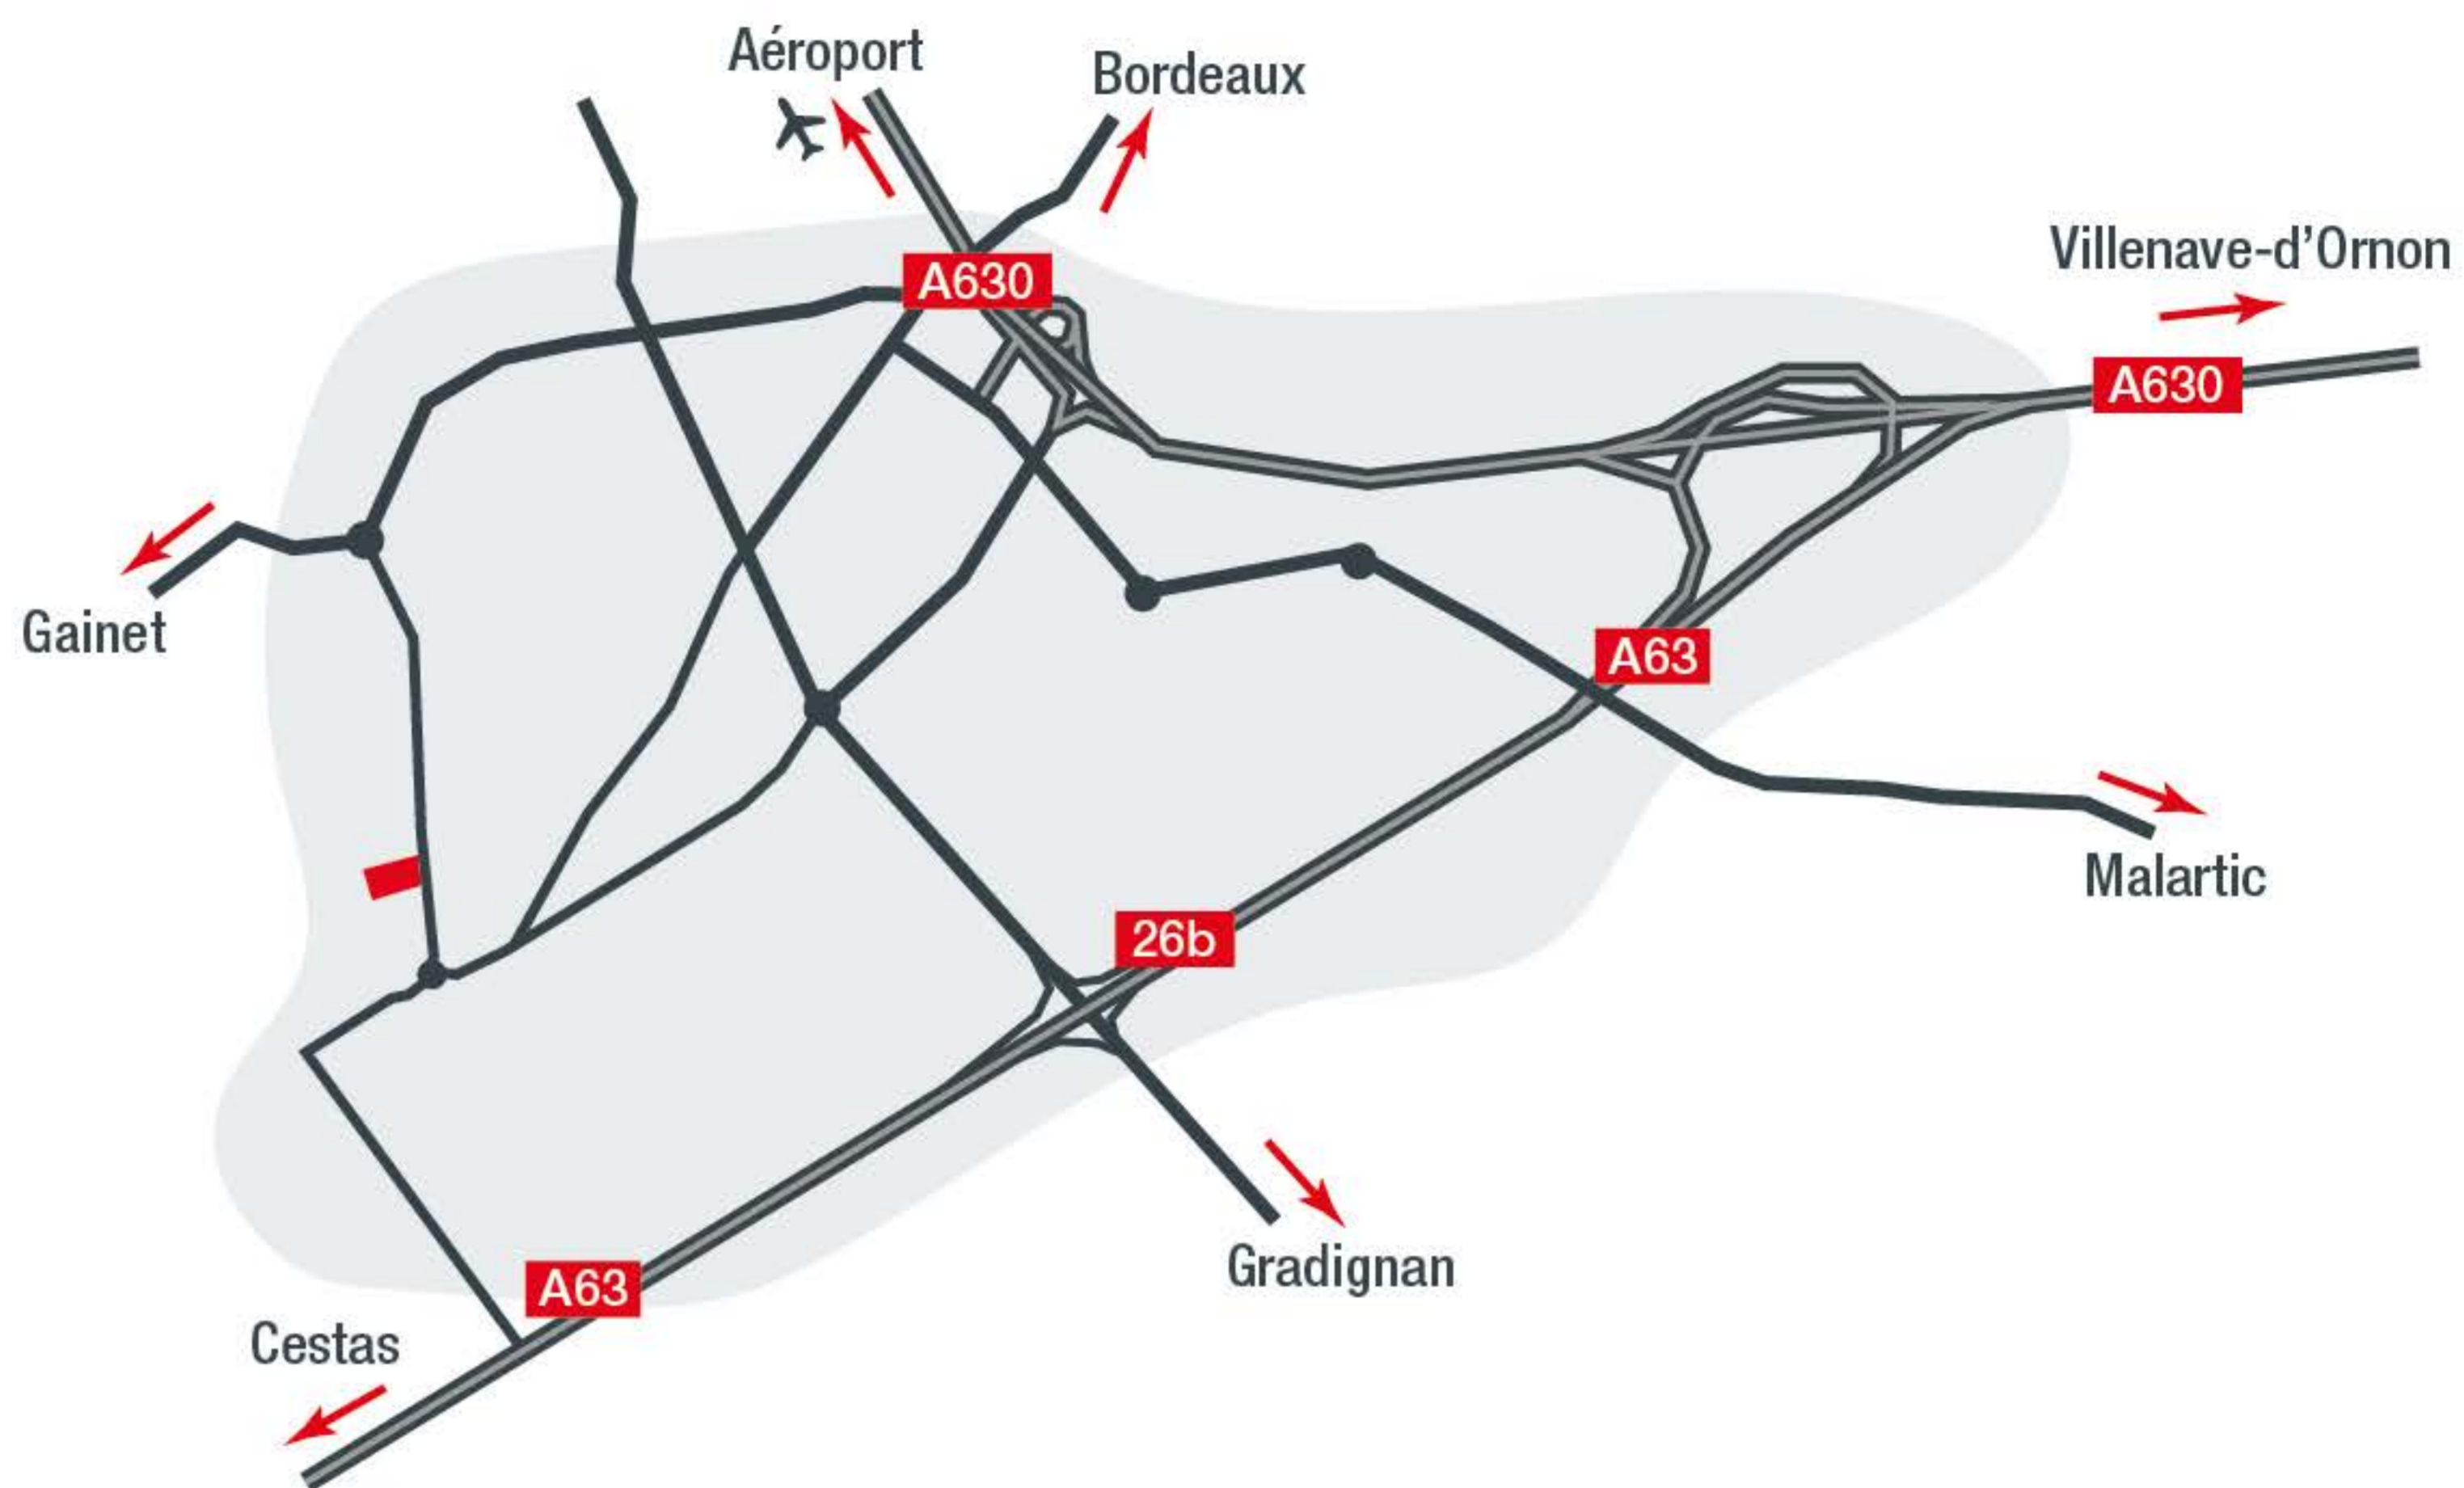 Aéroport
Bordeaux
Villenave-d'Ornon
A630
A630
Gainet
A63
Malartic
26b
Gradignan
A63
Cestas